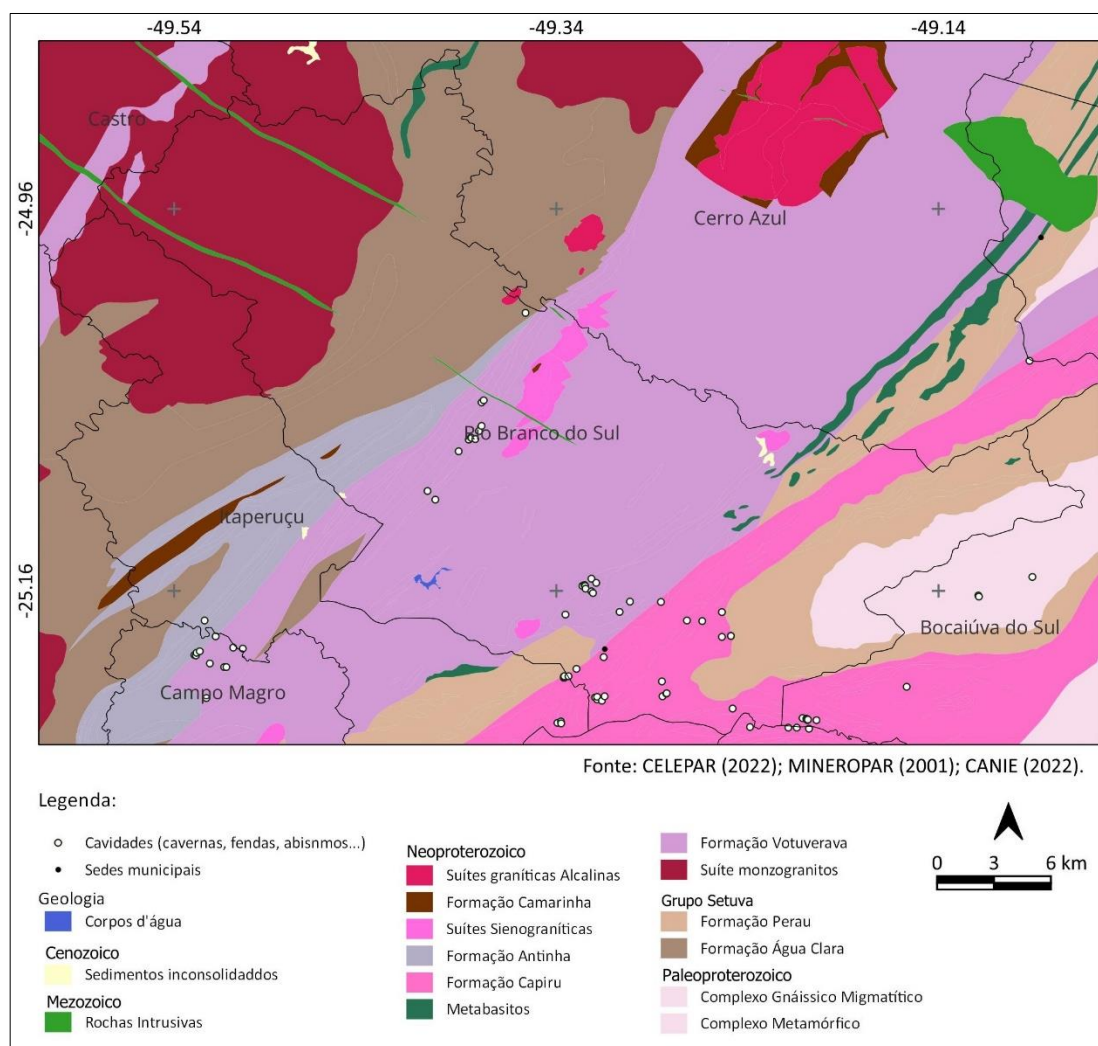 -49.54 -49.34 -49.14
Castro
-24.96
Cerro Azul
Rio Branco do Sul
Itaperuçu
-25.16
Bocaiúva do Sul
Campo Magro
Fonte: CELEPAR (2022); MINEROPAR (2001); CANIE (2022).
Legenda:
Cavidades (cavernas, fendas, abisnmos...)
Sedes municipais
Geologia
Corpos d'água
Cenozoico
Sedimentos inconsolidaddos
Mezozoico
Rochas Intrusivas
Neoproterozoico
Suítes graníticas Alcalinas
Formação Camarinha
Suítes Sienograníticas
Formação Antinha
Formação Capiru
Metabasitos
Formação Votuverava
Suíte monzogranitos
Grupo Setuva
Formação Perau
Formação Água Clara
Paleoproterozoico
Complexo Gnáissico Migmatítico
Complexo Metamórfico
0 3 6 km